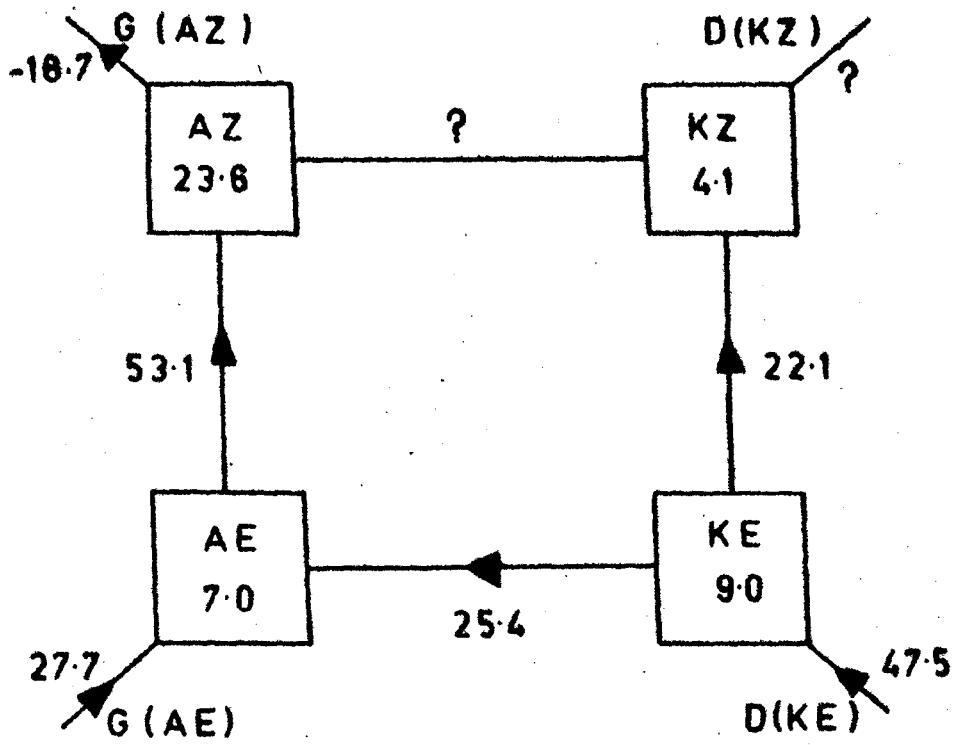 G (AZ)
-18.7
D(KZ)
?
AZ
23.6
?
KZ
4.1
53.1
22.1
AE
7.0
25.4
KE
9.0
27.7
G (AE)
47.5
D(KE)